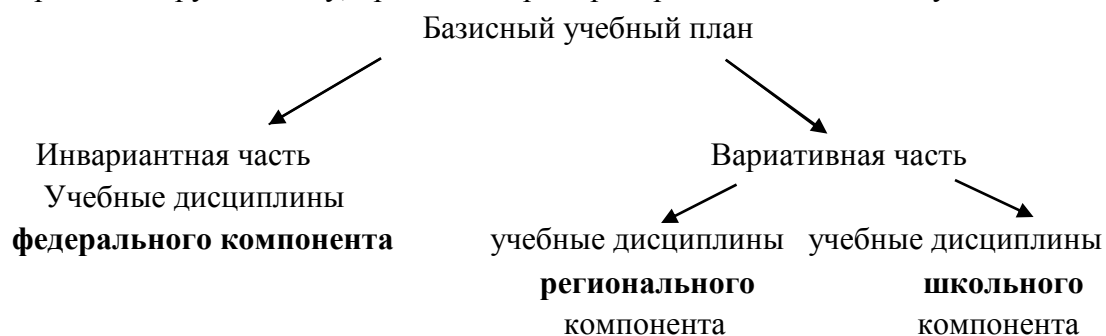 Базисный учебный план
Инвариантная часть
Вариативная часть
Учебные дисциплины
федерального компонента
учебные дисциплины
регионального
компонента
учебные дисциплины
школьного
компонента